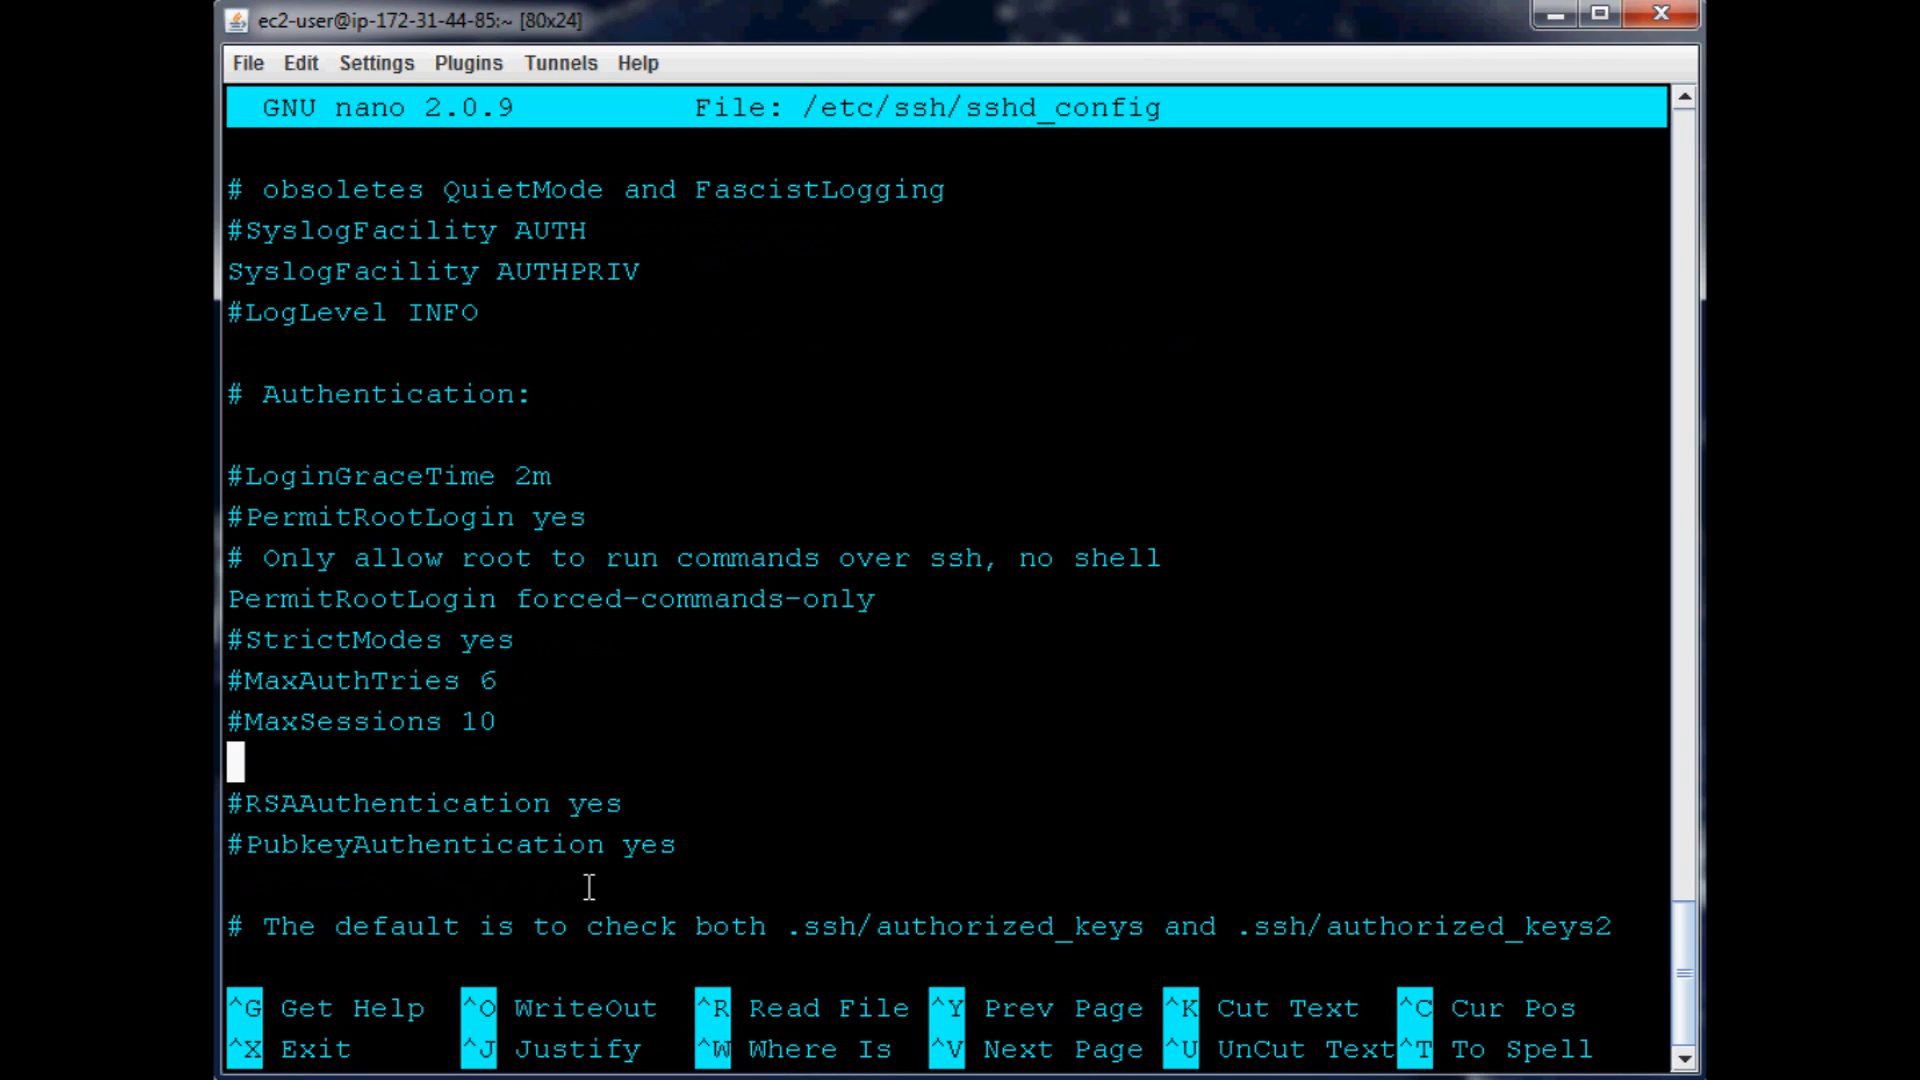 ec2-user@ip-172-31-44-85:~ [80x24]
File Edit Settings Plugins Tunnels Help
GNU nano 2.0.9 File: /etc/ssh/sshd_config
# obsoletes QuietMode and FascistLogging
#SyslogFacility AUTH
SyslogFacility AUTHPRIV
#LogLevel INFO
# Authentication:
#LoginGraceTime 2m
#PermitRootLogin yes
# Only allow root to run commands over ssh, no shell
PermitRootLogin forced-commands-only
#StrictModes yes
#MaxAuthTries 6
#MaxSessions 10
#RSAAuthentication yes
#PubkeyAuthentication yes
# The default is to check both .ssh/authorized_keys and .ssh/authorized_keys2
^G Get Help ^O WriteOut ^R Read File ^Y Prev Page ^K Cut Text ^C Cur Pos
^X Exit ^J Justify ^W Where Is ^V Next Page ^U UnCut Text ^T To Spell